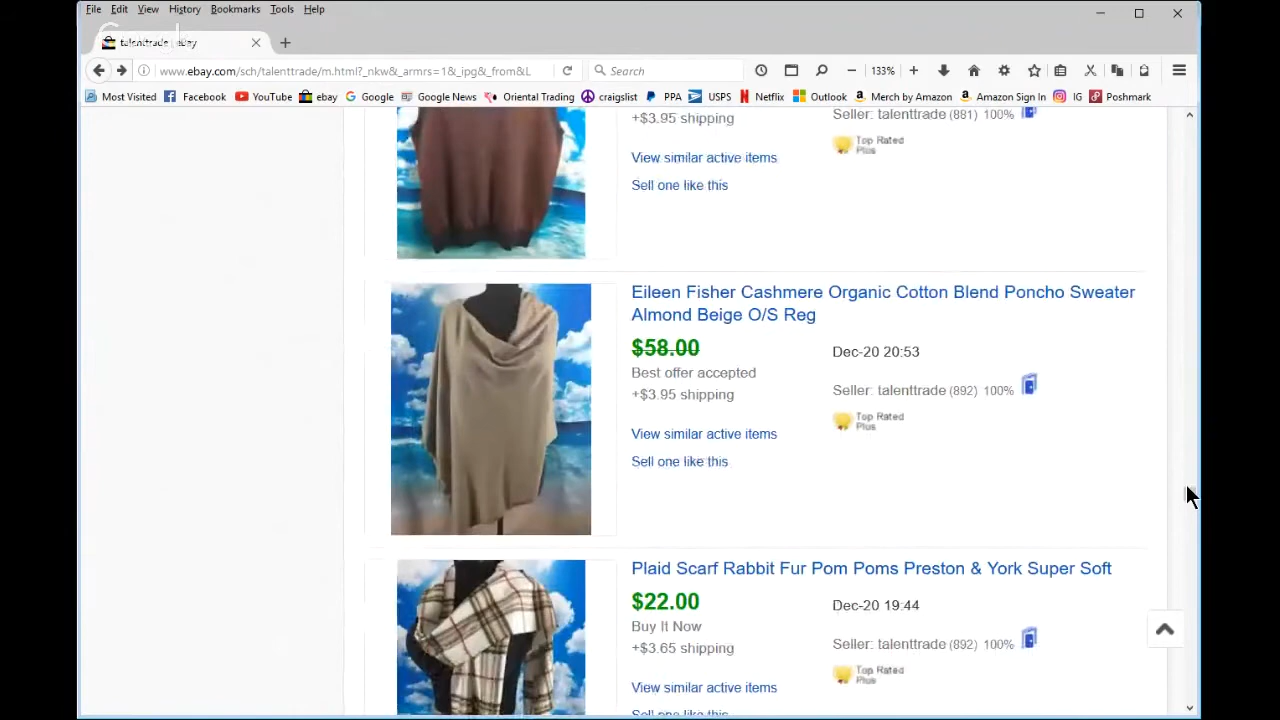 File Edit View History Bookmarks Tools Help
talenttrade eBay
www.ebay.com/sch/talenttrade/m.html?_nkw&_armrs=1&_ipg&_from&L Search 133%
Most Visited Facebook YouTube ebay Google Google News Oriental Trading craigslist PPA USPS Netflix Outlook Merch by Amazon Amazon Sign In IG Poshmark
+$3.95 shipping Seller: talenttrade (881) 100%
Top Rated
Plus
View similar active items
Sell one like this
Eileen Fisher Cashmere Organic Cotton Blend Poncho Sweater
Almond Beige O/S Reg
$58.00 Dec-20 20:53
Best offer accepted
+$3.95 shipping Seller: talenttrade (892) 100%
Top Rated
Plus
View similar active items
Sell one like this
Plaid Scarf Rabbit Fur Pom Poms Preston & York Super Soft
$22.00 Dec-20 19:44
Buy It Now
+$3.65 shipping Seller: talenttrade (892) 100%
Top Rated
Plus
View similar active items
Sell one like this